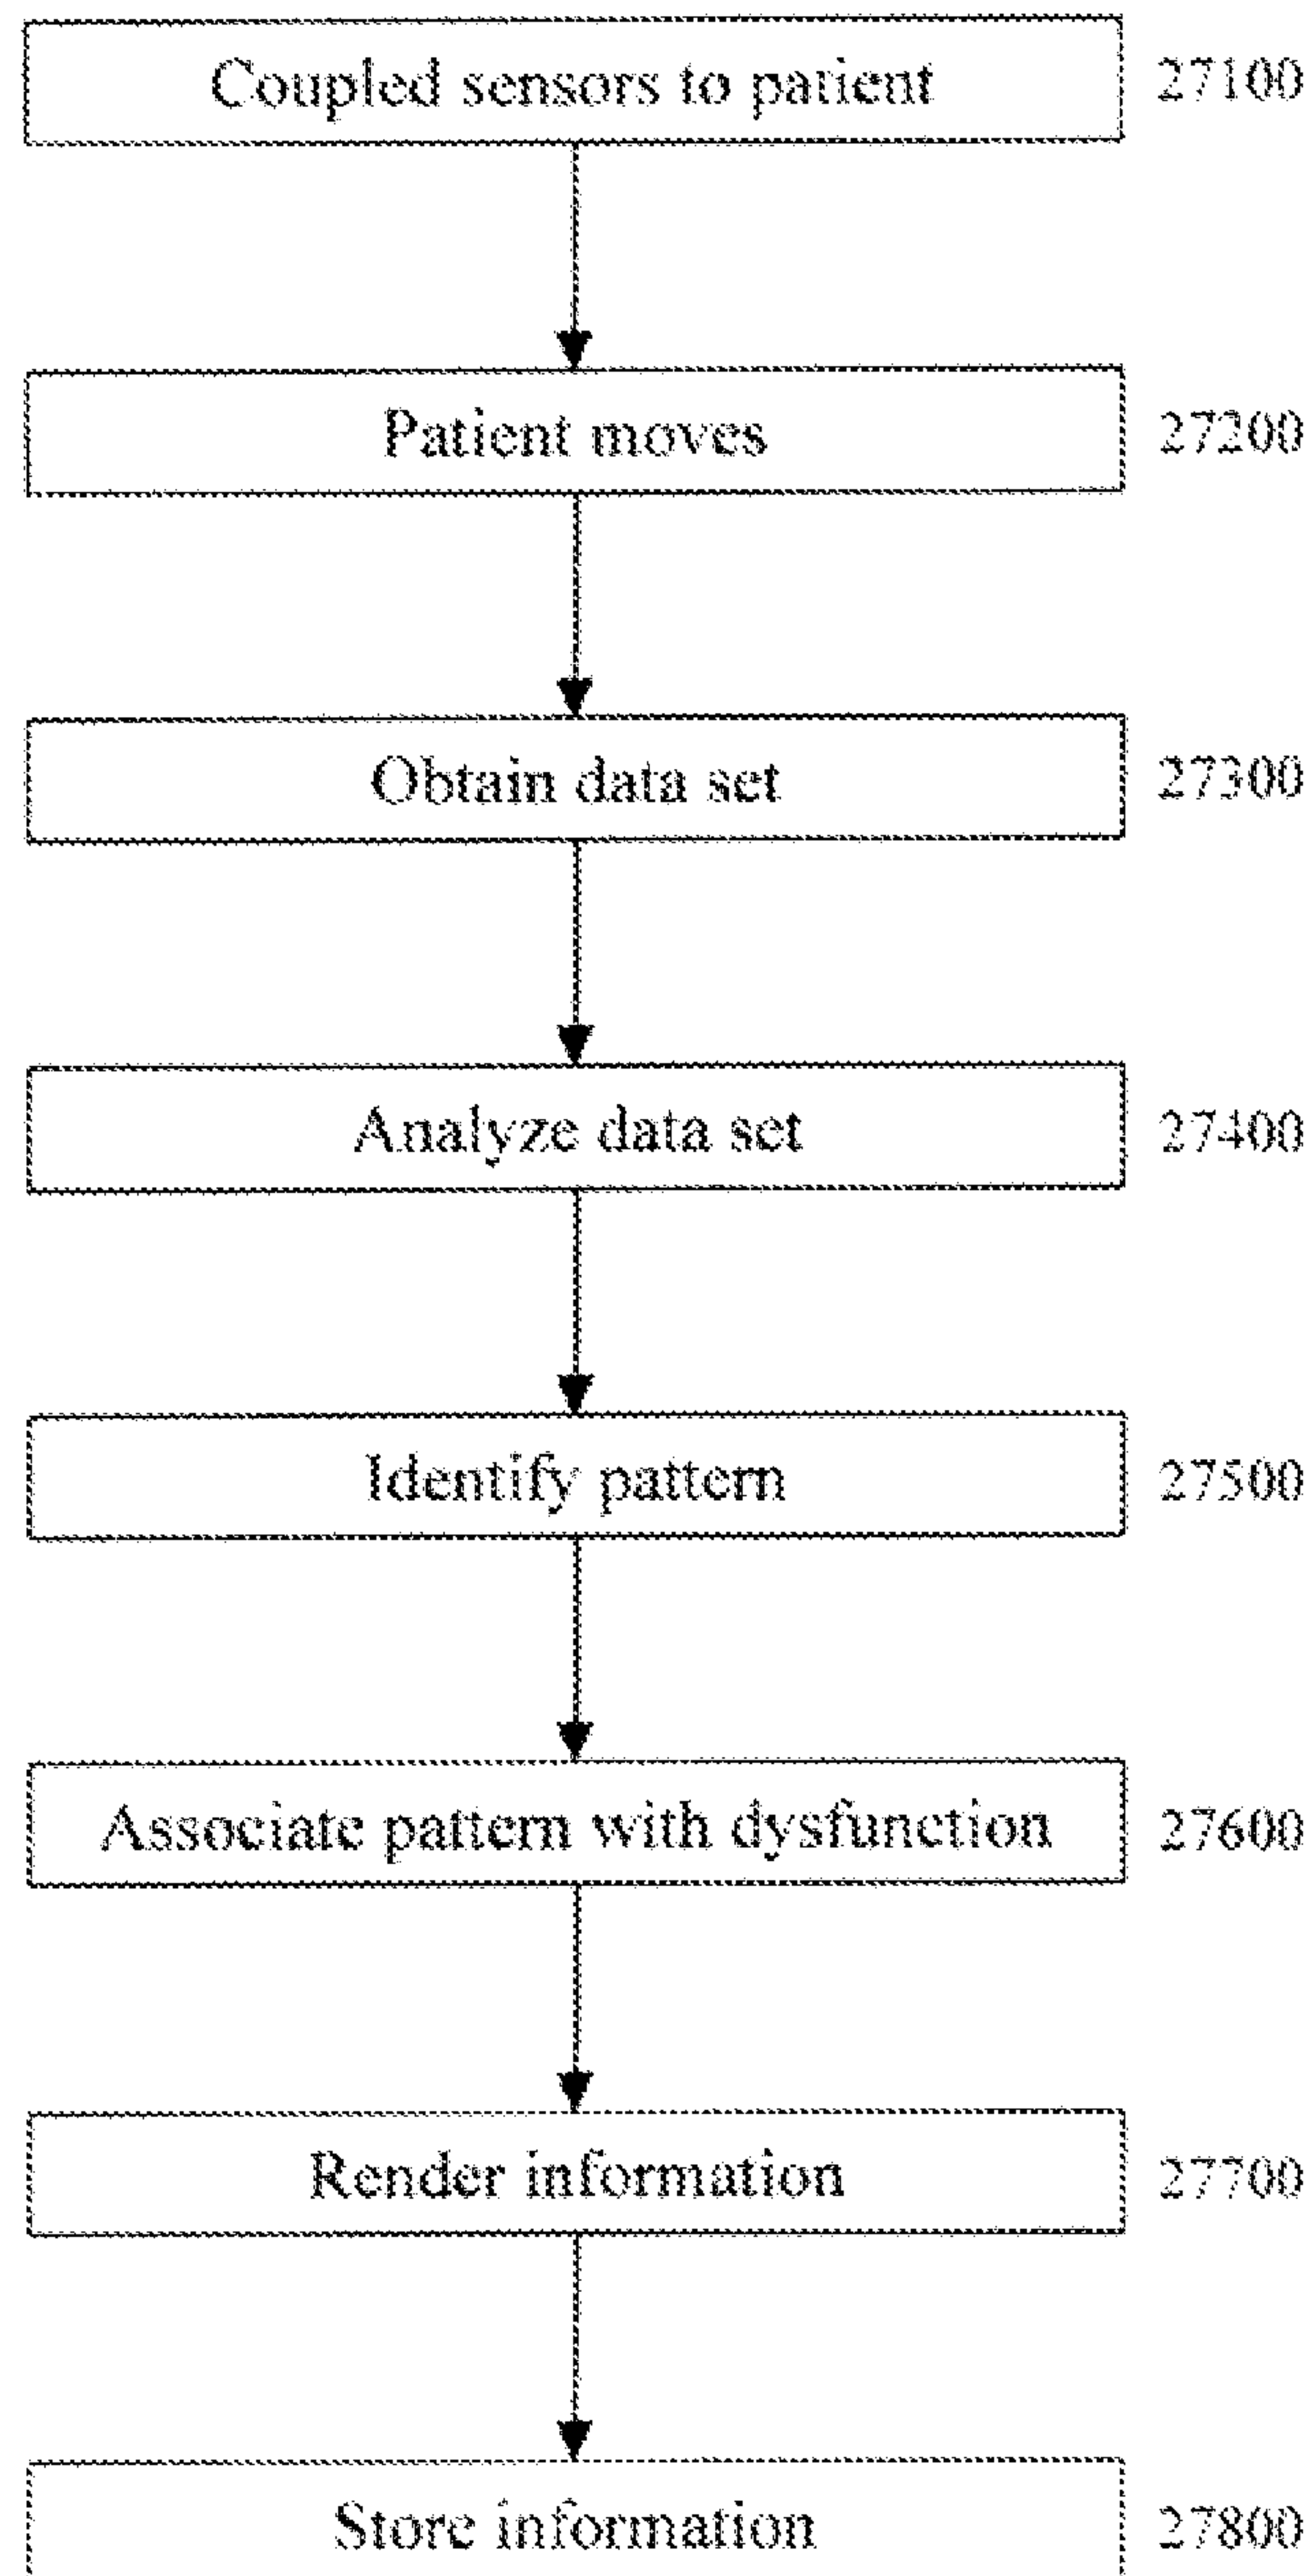 Coupled sensors to patient 27100
Patient moves 27200
Obtain data set 27300
Analyze data set 27400
Identify pattern 27500
Associate pattern with dysfunction 27600
Render information 27700
Store information 27800